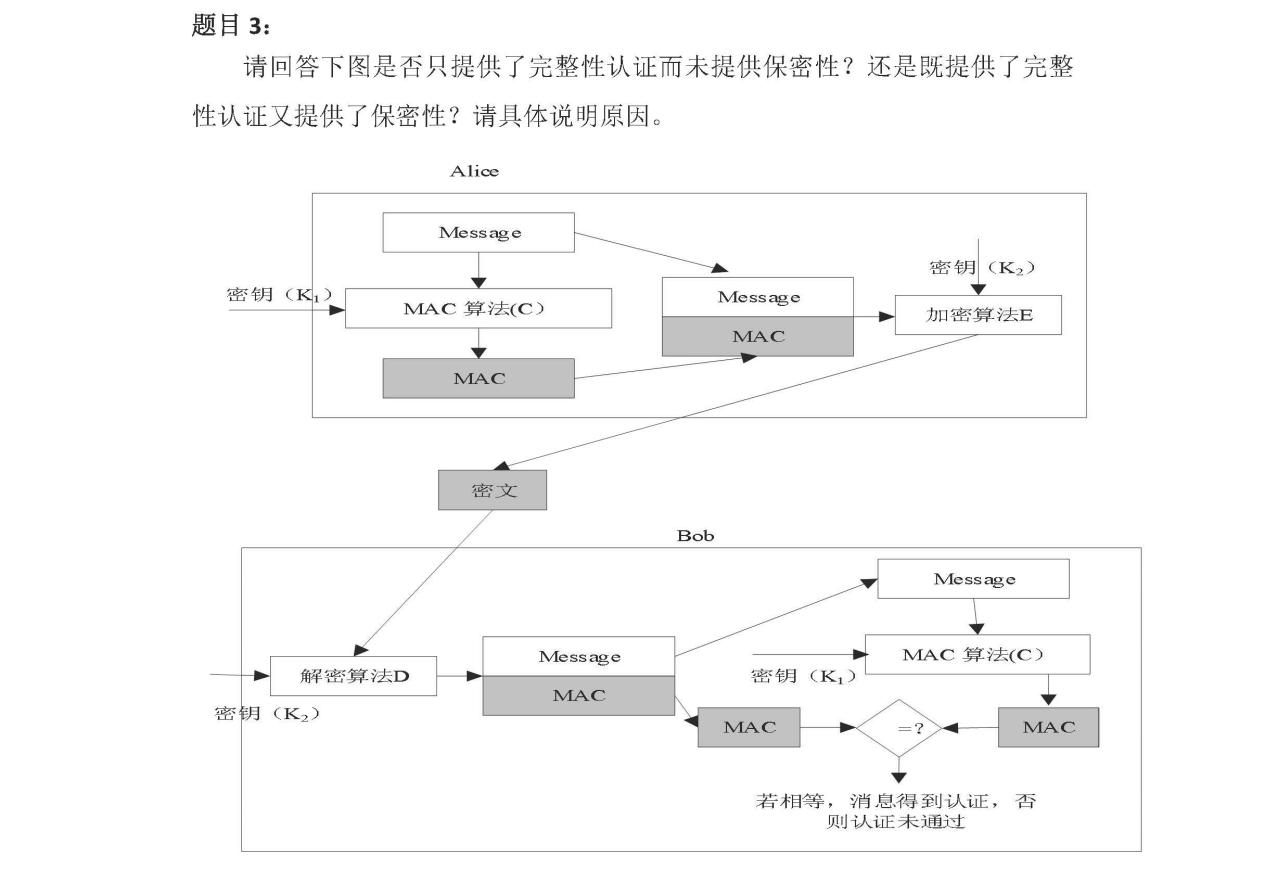 题目 3：
请回答下图是否只提供了完整性认证而未提供保密性？还是既提供了完整
性认证又提供了保密性？请具体说明原因。
Alice
Message
密钥（K₁）
MAC 算法(C）
MAC
Message
MAC
密钥（K₂）
加密算法E
密文
Bob
解密算法D
密钥（K₂）
Message
MAC
Message
密钥（K₁）
MAC 算法(C）
MAC
=?
MAC
若相等，消息得到认证，否
则认证未通过